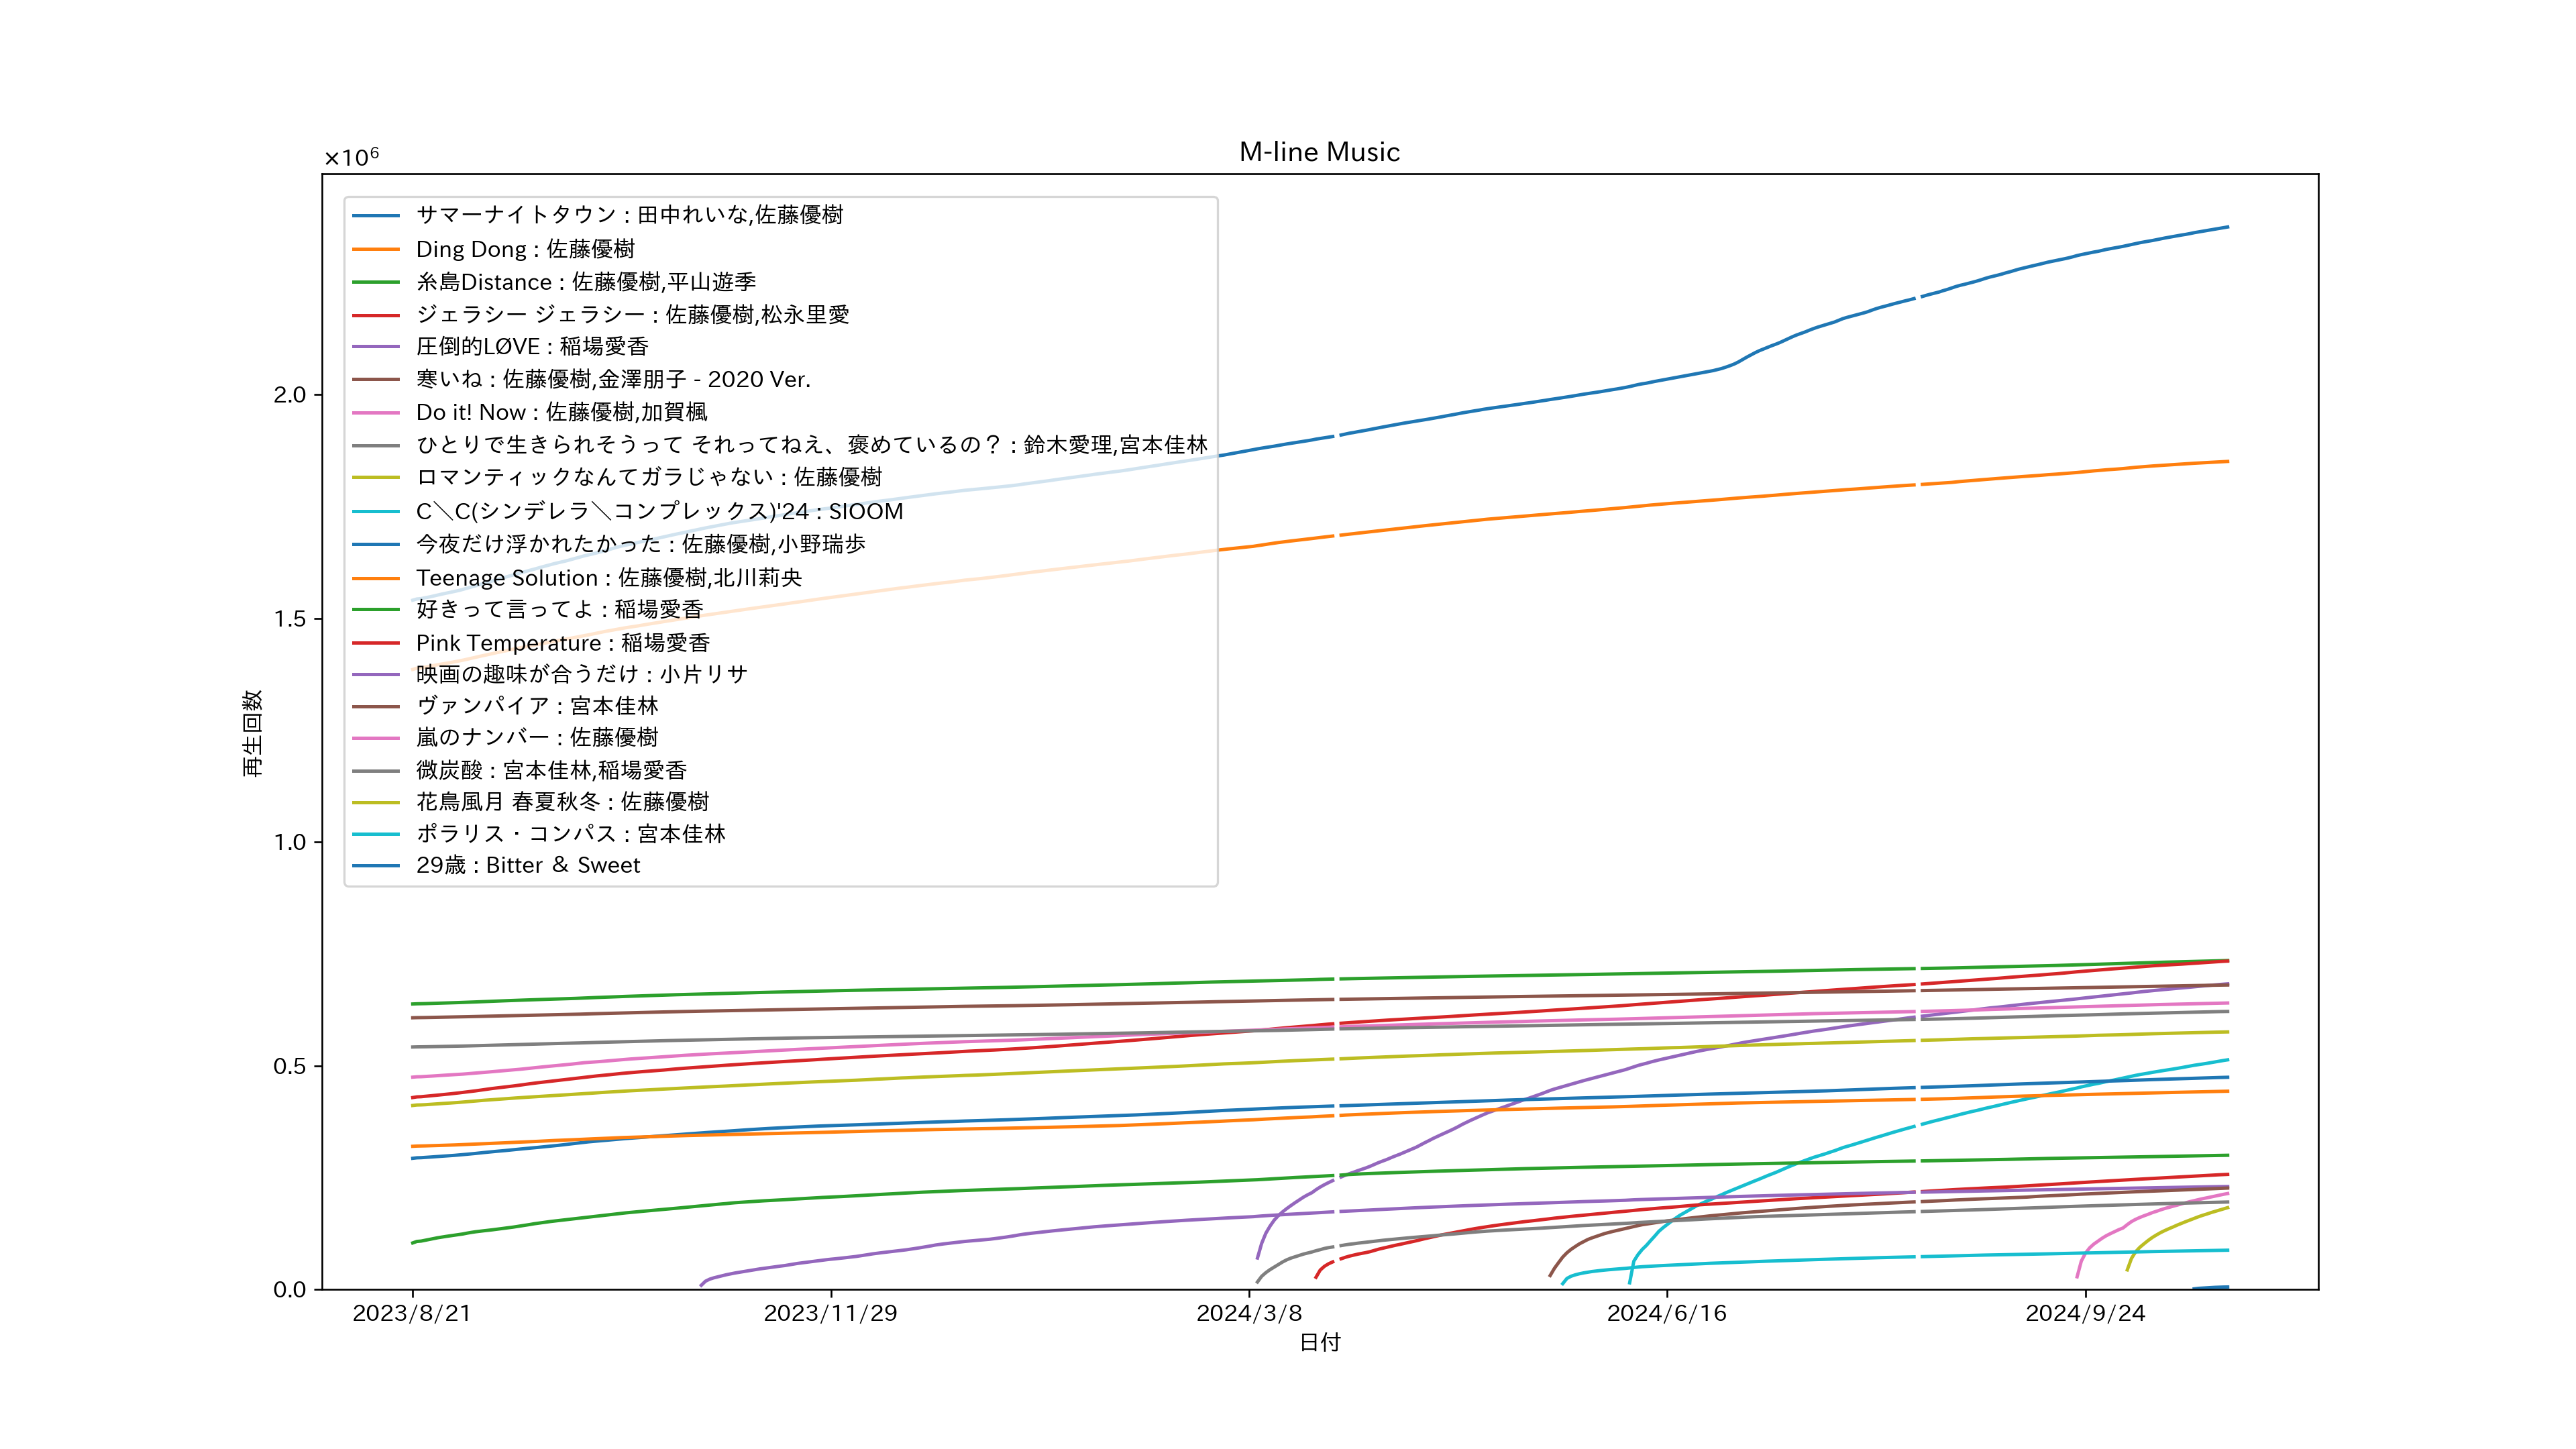 M-line Music
×10⁶
サマーナイトタウン : 田中れいな,佐藤優樹
Ding Dong : 佐藤優樹
糸島Distance : 佐藤優樹,平山遊季
ジェラシー ジェラシー : 佐藤優樹,松永里愛
圧倒的LØVE : 稲場愛香
寒いね : 佐藤優樹,金澤朋子 - 2020 Ver.
Do it! Now : 佐藤優樹,加賀楓
ひとりで生きられそうって それってねえ、褒めているの？ : 鈴木愛理,宮本佳林
ロマンティックなんてガラじゃない : 佐藤優樹
C＼C(シンデレラ＼コンプレックス)'24 : SIOOM
今夜だけ浮かれたかった : 佐藤優樹,小野瑞歩
Teenage Solution : 佐藤優樹,北川莉央
好きって言ってよ : 稲場愛香
Pink Temperature : 稲場愛香
映画の趣味が合うだけ : 小片リサ
ヴァンパイア : 宮本佳林
嵐のナンバー : 佐藤優樹
微炭酸 : 宮本佳林,稲場愛香
花鳥風月 春夏秋冬 : 佐藤優樹
ポラリス・コンパス : 宮本佳林
29歳 : Bitter ＆ Sweet
再生回数
2.0
1.5
1.0
0.5
0.0
2023/8/21
2023/11/29
2024/3/8
2024/6/16
2024/9/24
日付